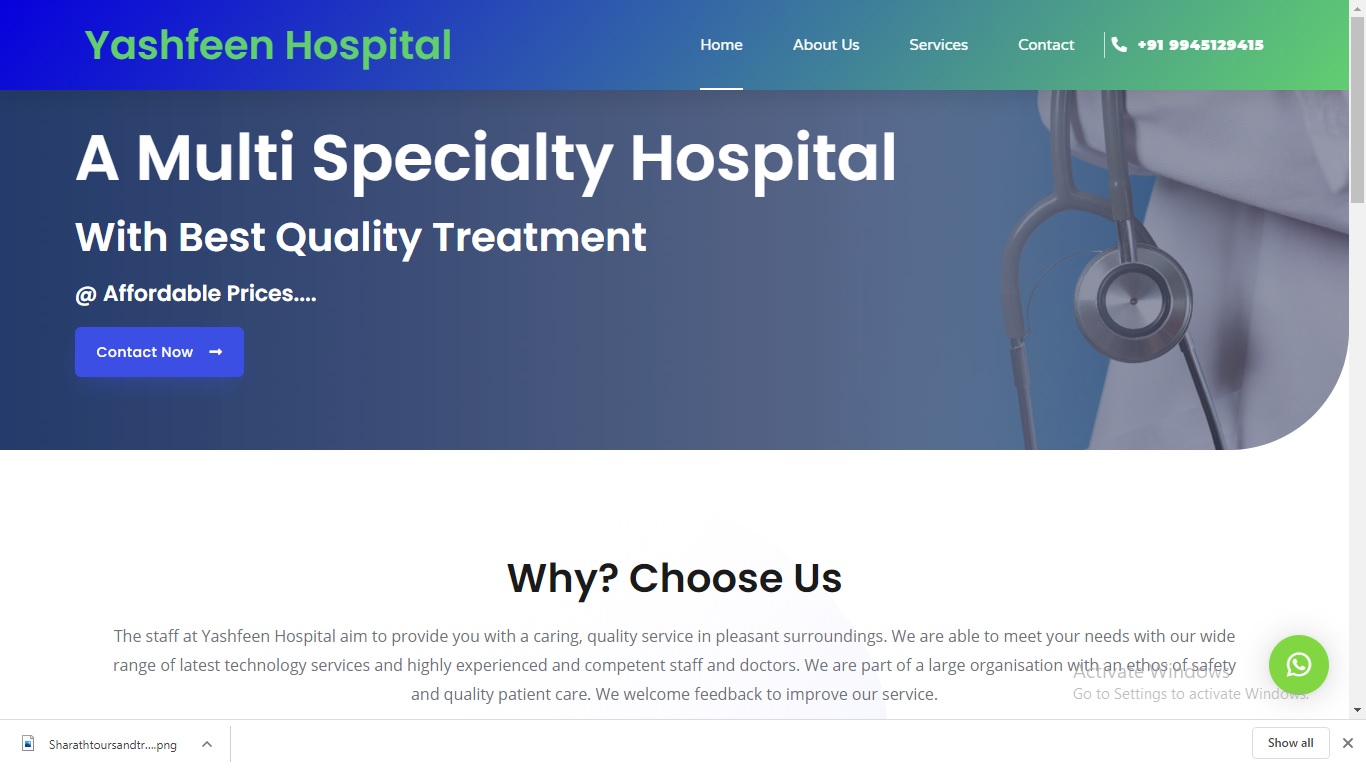 Yashfeen Hospital
Home
About Us
Services
Contact
+91 9945129415
A Multi Specialty Hospital
With Best Quality Treatment
@ Affordable Prices....
Contact Now
Why? Choose Us
The staff at Yashfeen Hospital aim to provide you with a caring, quality service in pleasant surroundings. We are able to meet your needs with our wide
range of latest technology services and highly experienced and competent staff and doctors. We are part of a large organisation with an ethos of safety
and quality patient care. We welcome feedback to improve our service.
Activate Windows
Go to Settings to activate Windows.
Sharathtoursandtr....png
Show all